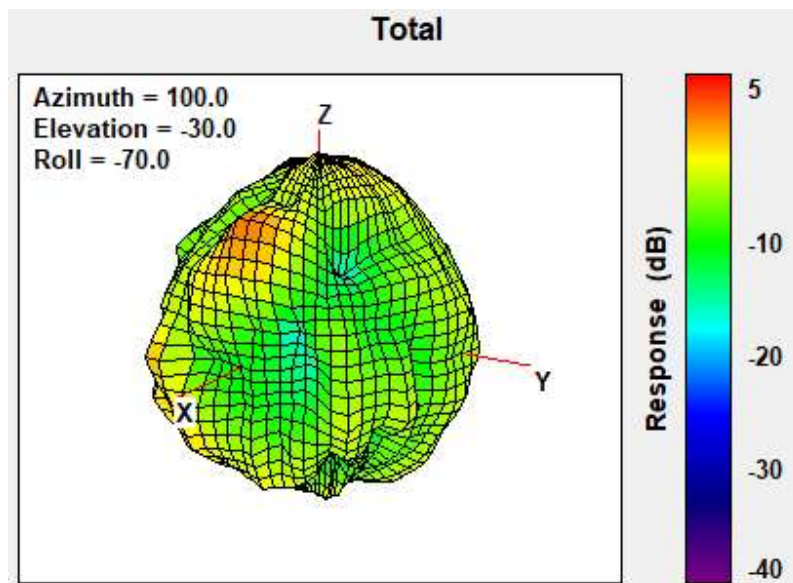 Total
Azimuth = 100.0
Elevation = -30.0
Roll = -70.0
Z
X
Y
Response (dB)
5
-10
-20
-30
-40